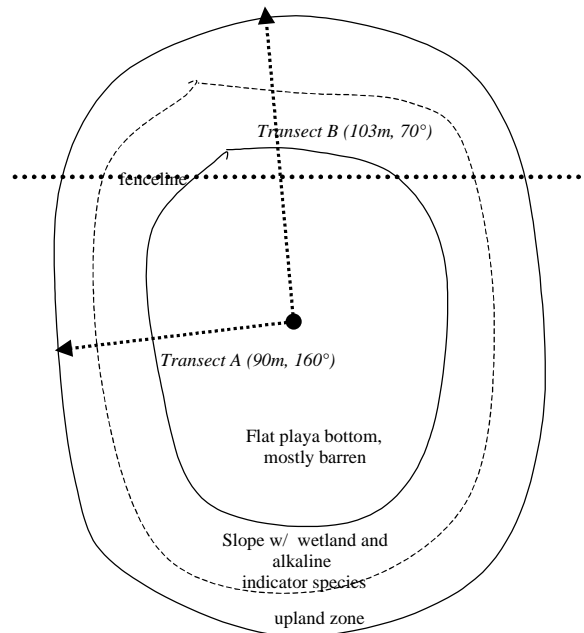 Transect B (103m, 70°)
fenceline
Transect A (90m, 160°)
Flat playa bottom,
mostly barren
Slope w/ wetland and
alkaline
indicator species
upland zone